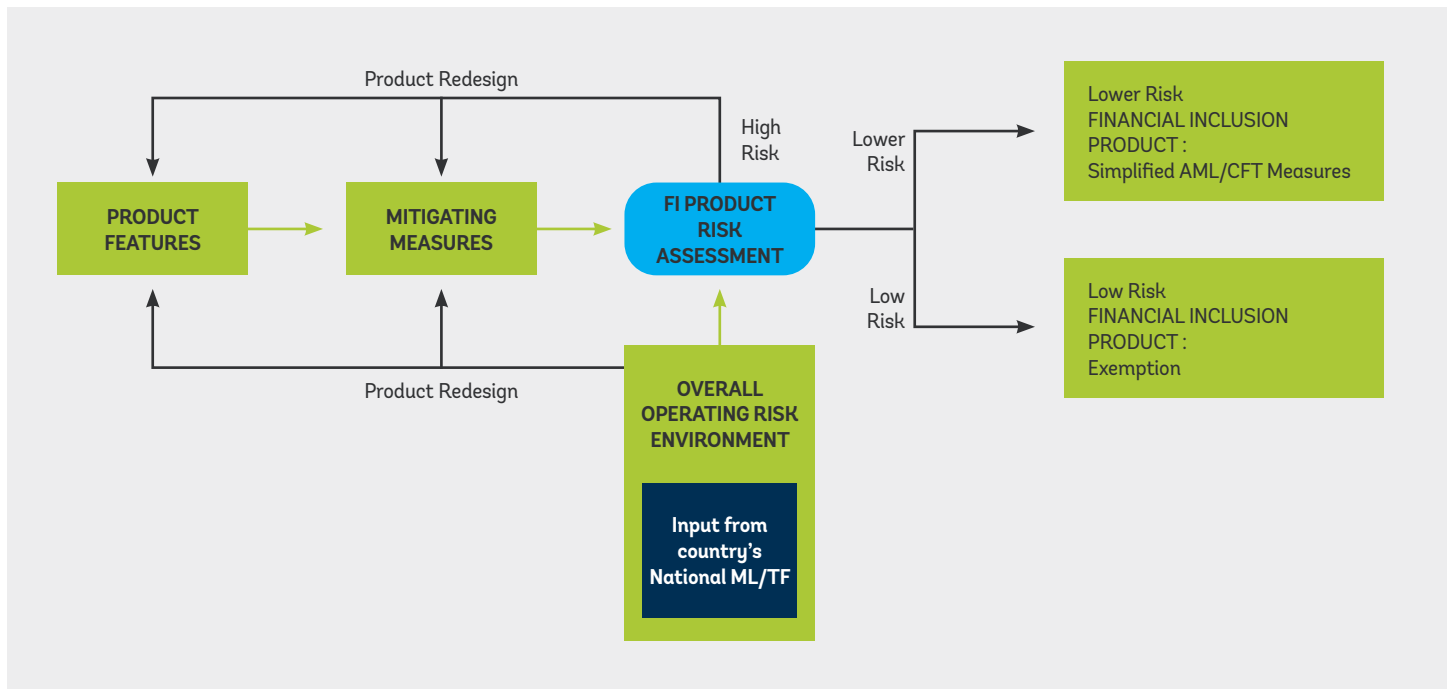 Product Redesign
High
Risk
Lower
Risk
Lower Risk
FINANCIAL INCLUSION
PRODUCT :
Simplified AML/CFT Measures
PRODUCT
FEATURES
MITIGATING
MEASURES
FI PRODUCT
RISK
ASSESSMENT
Low
Risk
Low Risk
FINANCIAL INCLUSION
PRODUCT :
Exemption
Product Redesign
OVERALL
OPERATING RISK
ENVIRONMENT
Input from
country's
National ML/TF